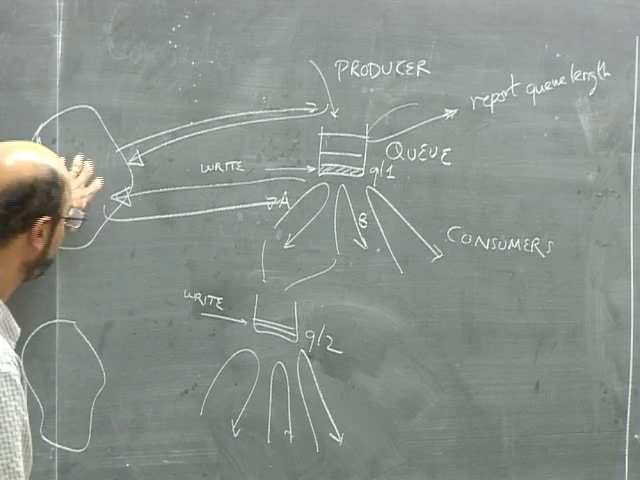 PRODUCER
report queue length
QUEUE
WRITE
q/1
A
B
CONSUMERS
WRITE
q/2